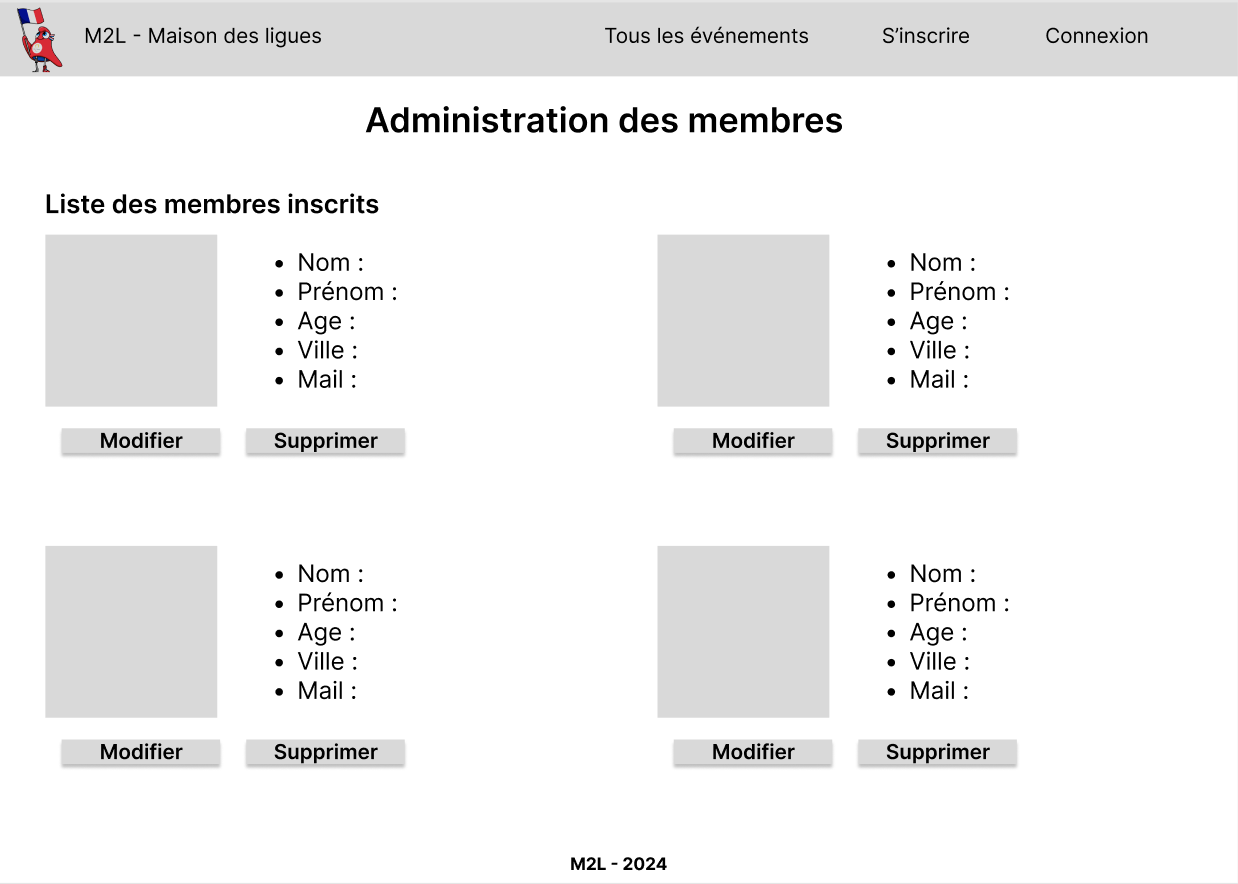 M2L - Maison des ligues
Tous les événements
S’inscrire
Connexion
Administration des membres
Liste des membres inscrits
• Nom :
• Prénom :
• Age :
• Ville :
• Mail :
Modifier
Supprimer
• Nom :
• Prénom :
• Age :
• Ville :
• Mail :
Modifier
Supprimer
• Nom :
• Prénom :
• Age :
• Ville :
• Mail :
Modifier
Supprimer
• Nom :
• Prénom :
• Age :
• Ville :
• Mail :
Modifier
Supprimer
M2L - 2024